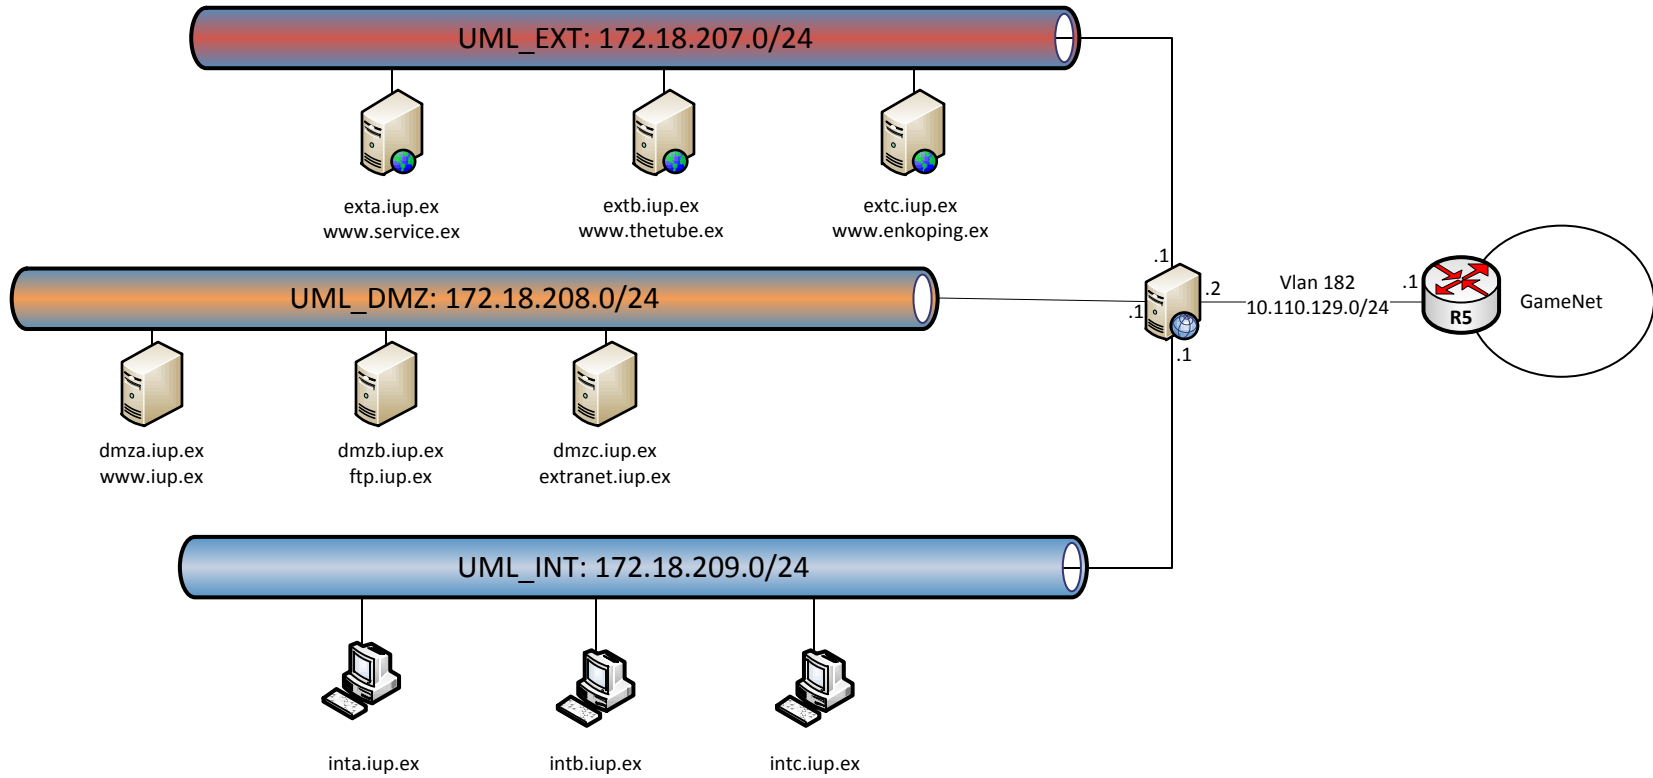 UML_EXT: 172.18.207.0/24
exta.iup.ex
www.service.ex
extb.iup.ex
www.thetube.ex
extc.iup.ex
www.enkoping.ex
.1
UML_DMZ: 172.18.208.0/24
.1
.2
Vlan 182
10.110.129.0/24
.1
R5
GameNet
.1
dmza.iup.ex
www.iup.ex
dmzb.iup.ex
ftp.iup.ex
dmzc.iup.ex
extranet.iup.ex
UML_INT: 172.18.209.0/24
inta.iup.ex
intb.iup.ex
intc.iup.ex